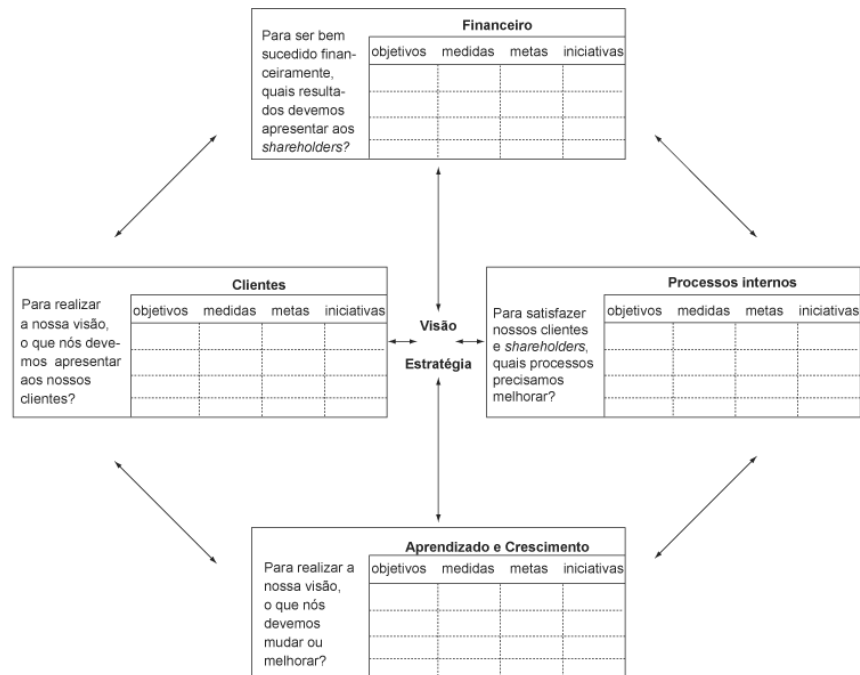 Financeiro
Para ser bem
sucedido finan-
ceiramente,
quais resulta-
dos devemos
apresentar aos
shareholders?
objetivos medidas metas iniciativas
Clientes
Para realizar
a nossa visão,
o que nós deve-
mos apresentar
aos nossos
clientes?
objetivos medidas metas iniciativas
Visão
Estratégia
Processos internos
Para satisfazer
nossos clientes
e shareholders,
quais processos
precisamos
melhorar?
objetivos medidas metas iniciativas
Aprendizado e Crescimento
Para realizar a
nossa visão,
o que nós
devemos
mudar ou
melhorar?
objetivos medidas metas iniciativas